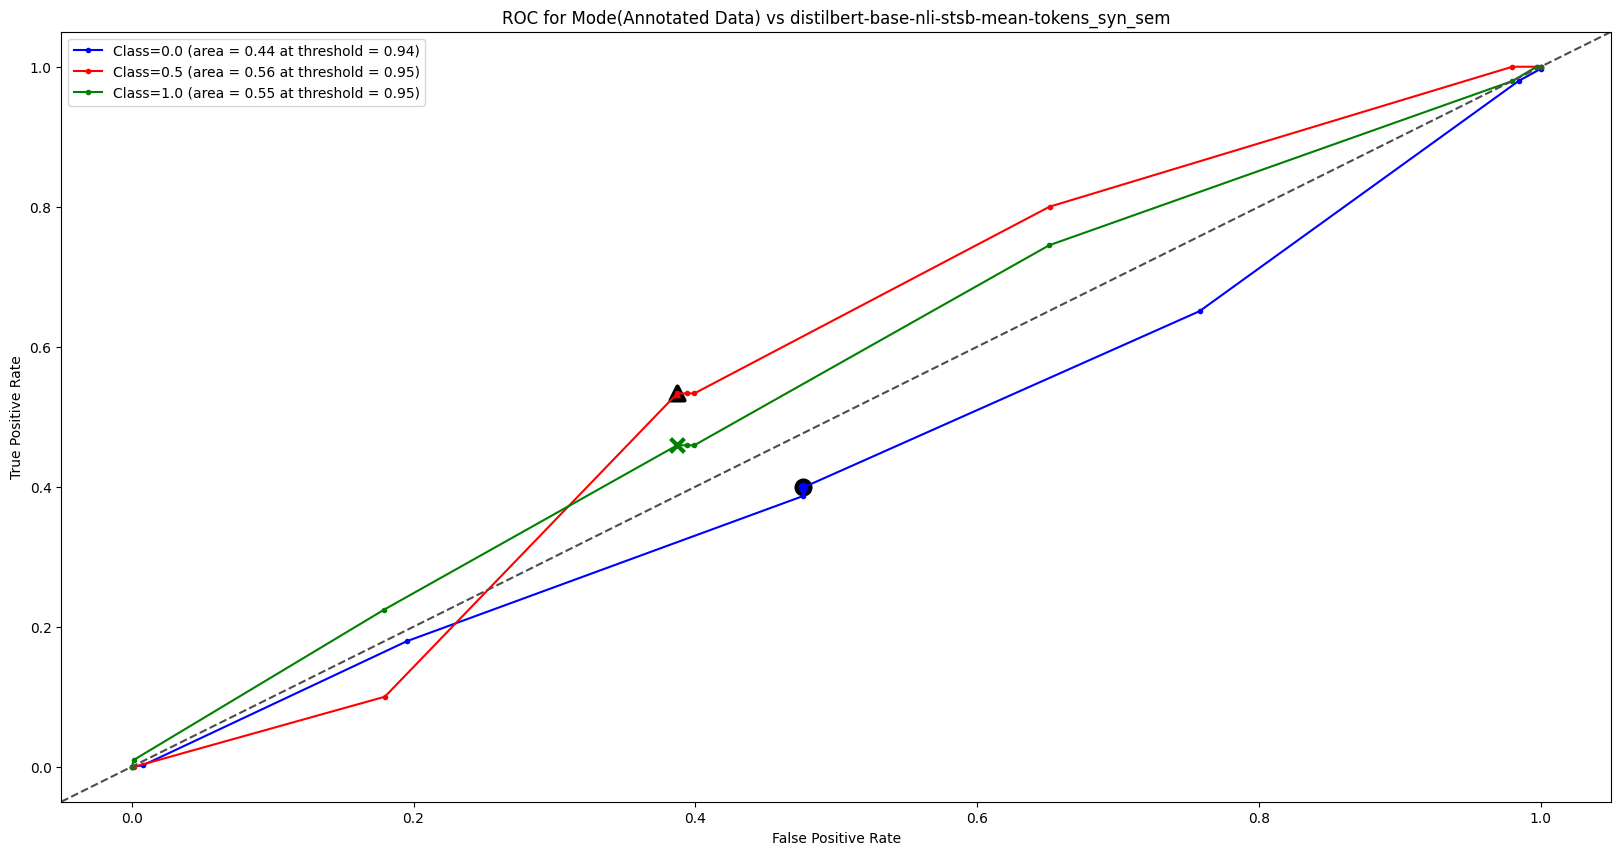 ROC for Mode(Annotated Data) vs distilbert-base-nli-stsb-mean-tokens_syn_sem
Class=0.0 (area = 0.44 at threshold = 0.94)
Class=0.5 (area = 0.56 at threshold = 0.95)
Class=1.0 (area = 0.55 at threshold = 0.95)
True Positive Rate
1.0
0.8
0.6
0.4
0.2
0.0
0.0 0.2 0.4 0.6 0.8 1.0
False Positive Rate